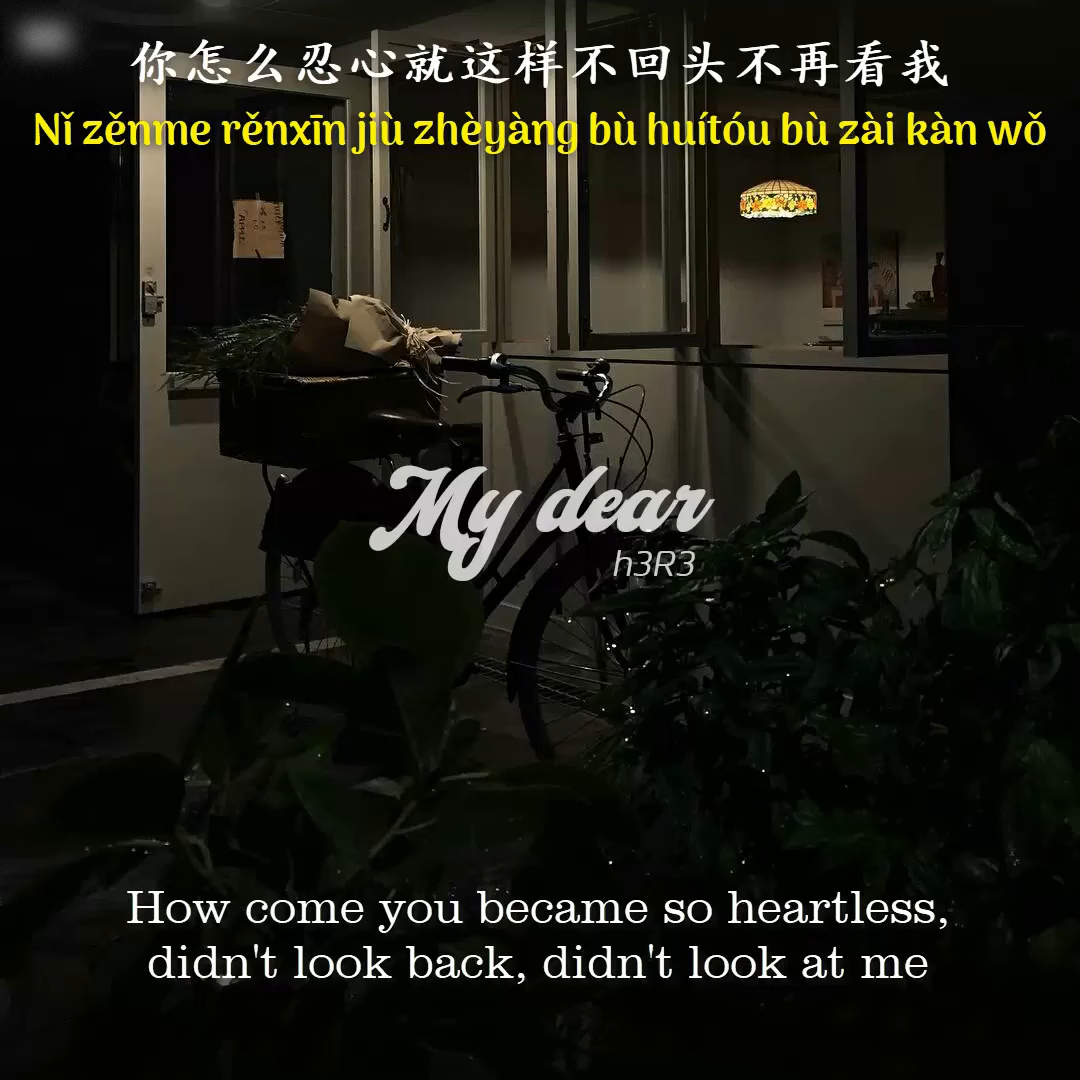 你怎么忍心就这样不回头不再看我
Nǐ zěnme rěnxīn jiù zhèyàng bù huítóu bù zài kàn wǒ
My dear
h3R3
How come you became so heartless,
didn't look back, didn't look at me